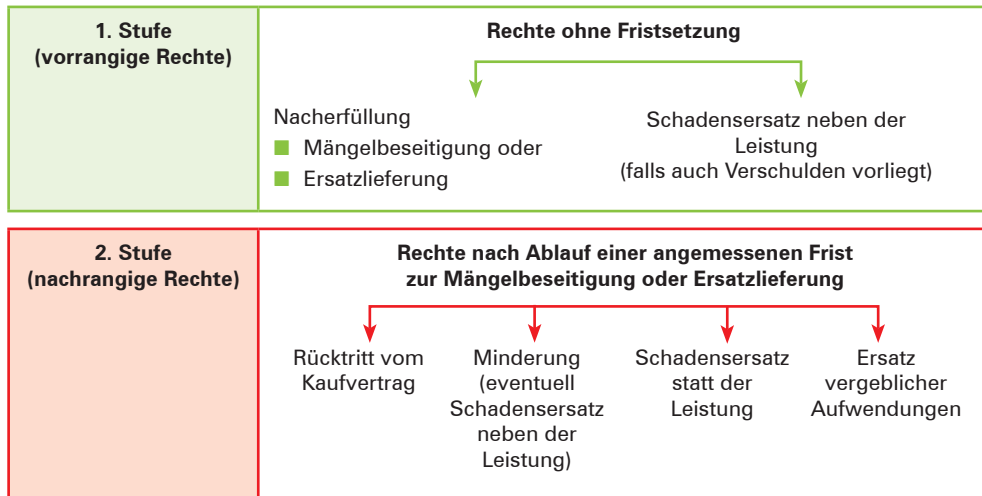 1. Stufe
(vorrangige Rechte)
Rechte ohne Fristsetzung
Nacherfüllung
Mängelbeseitigung oder
Ersatzlieferung
Schadensersatz neben der
Leistung
(falls auch Verschulden vorliegt)
2. Stufe
(nachrangige Rechte)
Rechte nach Ablauf einer angemessenen Frist
zur Mängelbeseitigung oder Ersatzlieferung
Rücktritt vom
Kaufvertrag
Minderung
(eventuell
Schadensersatz
neben der
Leistung)
Schadensersatz
statt der
Leistung
Ersatz
vergeblicher
Aufwendungen